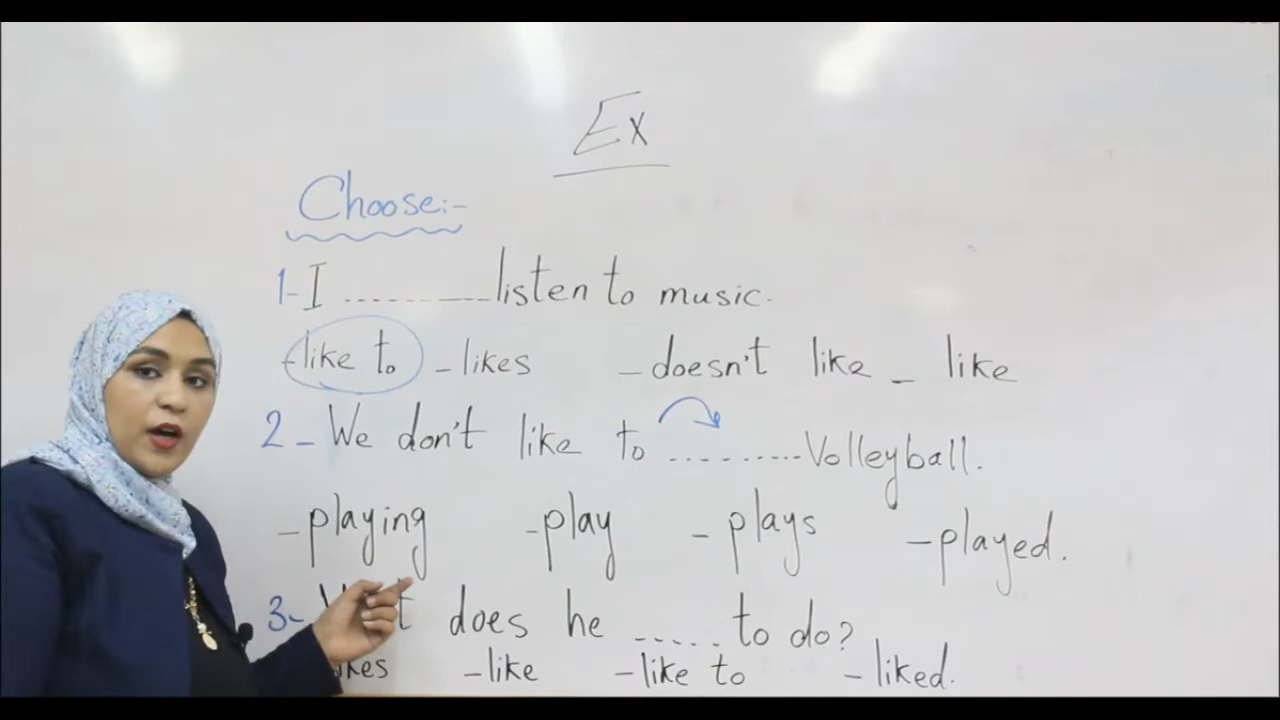 Ex
Choose:-
1- I ............ listen to music.
- like to - likes - doesn't like - like
2- We don't like to .......... Volleyball.
- playing - play - plays - played.
3- does he ..... to do?
- like - like to - liked.